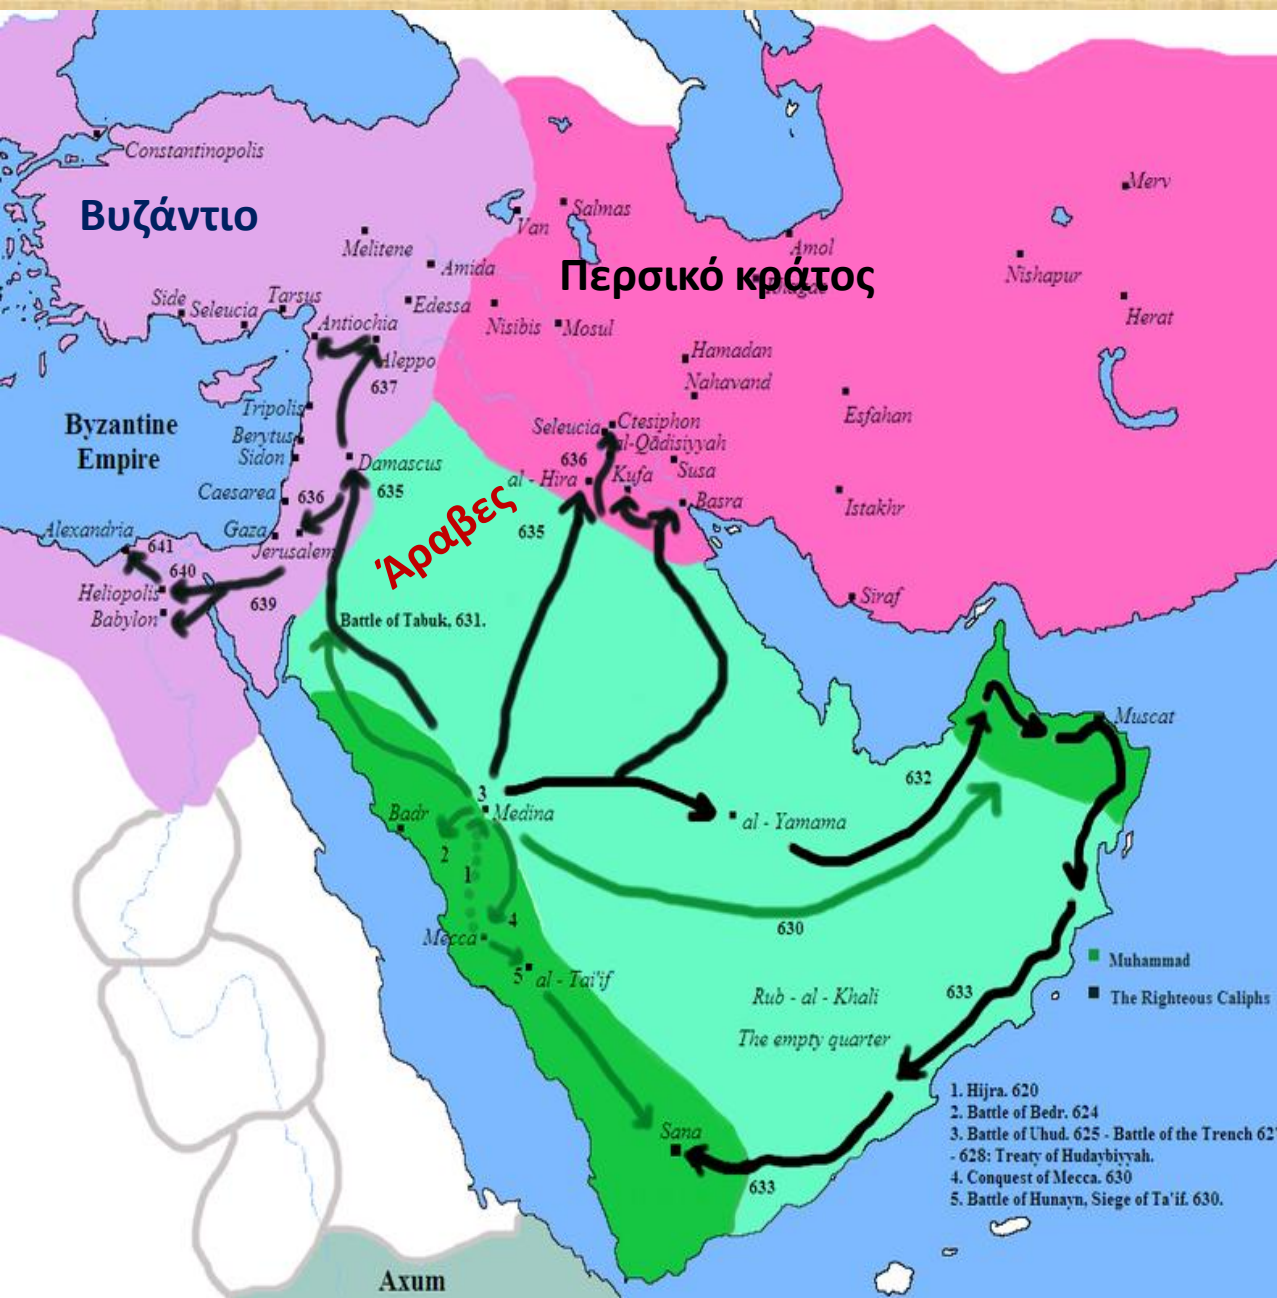 Constantinopolis
Βυζάντιο
Merv
Salmas
Van
Melitene
Amida
Amol
Περσικό κράτος
Nishapur
Side
Seleucia
Tarsus
Edessa
Nisibis
Mosul
Herat
Antiochia
Aleppo
637
Hamadan
Nahavand
Esfahan
Tripolis
Byzantine
Empire
Berytus
Sidon
Seleucia
Ctesiphon
al-Qādisiyyah
Damascus
636
al - Hira
Kufa
Susa
Caesarea
636
635
Basra
Istakhr
Άραβες
Alexandria
641
Gaza
Jerusalem
635
640
Heliopolis
639
Babylon
Siraf
Battle of Tabuk, 631.
Muscat
632
3
Medina
Badr
al - Yamama
2
1
4
630
Mecca
5
al - Tai'if
Muhammad
Rub - al - Khali
633
The Righteous Caliphs
The empty quarter
1. Hijra. 620
2. Battle of Bedr. 624
3. Battle of Uhud. 625 - Battle of the Trench
- 628: Treaty of Hudaybiyyah.
4. Conquest of Mecca. 630
5. Battle of Hunayn, Siege of Ta'if. 630.
Sana
633
Axum